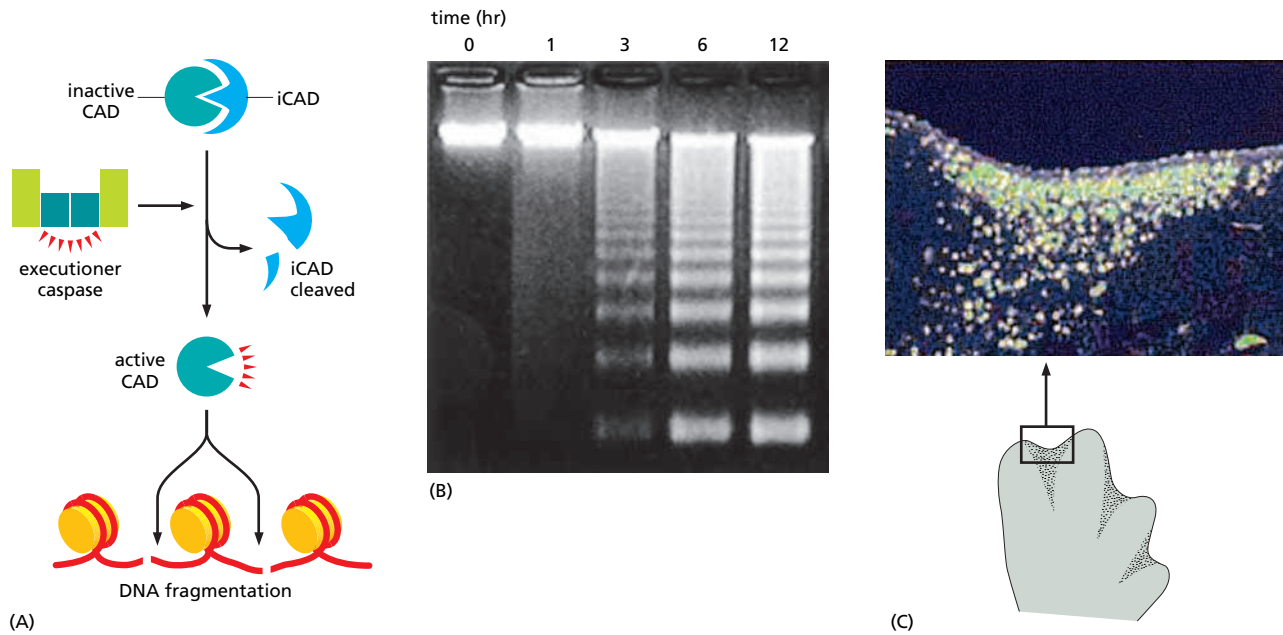 inactive
CAD
iCAD
executioner
caspase
iCAD
cleaved
active
CAD
DNA fragmentation
(A)
time (hr)
0 1 3 6 12
(B)
(C)